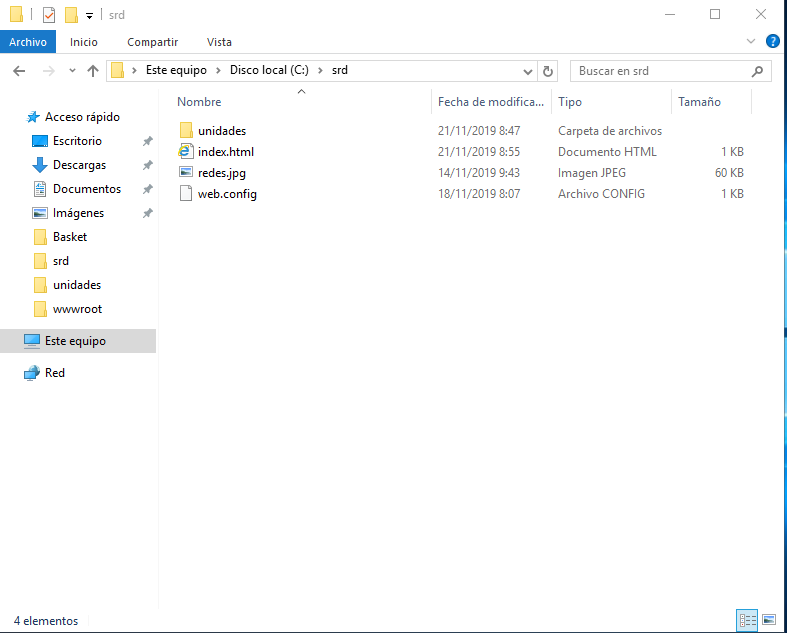 srd
Archivo Inicio Compartir Vista
Este equipo Disco local (C:) srd Buscar en srd
Nombre Fecha de modifica... Tipo Tamaño
unidades 21/11/2019 8:47 Carpeta de archivos
index.html 21/11/2019 8:55 Documento HTML 1 KB
redes.jpg 14/11/2019 9:43 Imagen JPEG 60 KB
web.config 18/11/2019 8:07 Archivo CONFIG 1 KB
Acceso rápido
Escritorio
Descargas
Documentos
Imágenes
Basket
srd
unidades
wwwroot
Este equipo
Red
4 elementos